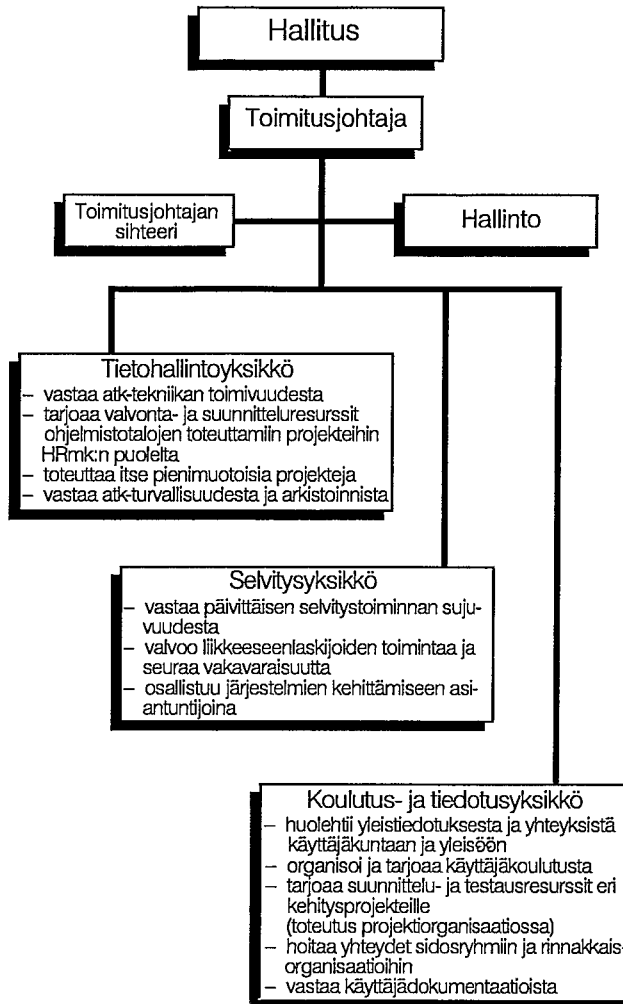 Hallitus
Toimitusjohtaja
Toimitusjohtajan
sihteeri
Hallinto
Tietohallintoyksikkö
– vastaa atk-tekniikan toimivuudesta
– tarjoaa valvonta- ja suunnitteluresurssit
ohjelmistotalojen toteuttamiin projekteihin
HRmk:n puolelta
– toteuttaa itse pienimuotoisia projekteja
– vastaa atk-turvallisuudesta ja arkistoinnista
Selvitysyksikkö
– vastaa päivittäisen selvitystoiminnan suju-
vuudesta
– valvoo liikkeeseenlaskijoiden toimintaa ja
seuraa vakavaraisuutta
– osallistuu järjestelmien kehittämiseen asi-
antuntijoina
Koulutus- ja tiedotusyksikkö
– huolehtii yleistiedotuksesta ja yhteyksistä
käyttäjäkuntaan ja yleisöön
– organisoi ja tarjoaa käyttäjäkoulutusta
– tarjoaa suunnittelu- ja testausresurssit eri
kehitysprojekteille
(toteutus projektiorganisaatiossa)
– hoitaa yhteydet sidosryhmiin ja rinnakkais-
organisaatioihin
– vastaa käyttäjädokumentaatioista